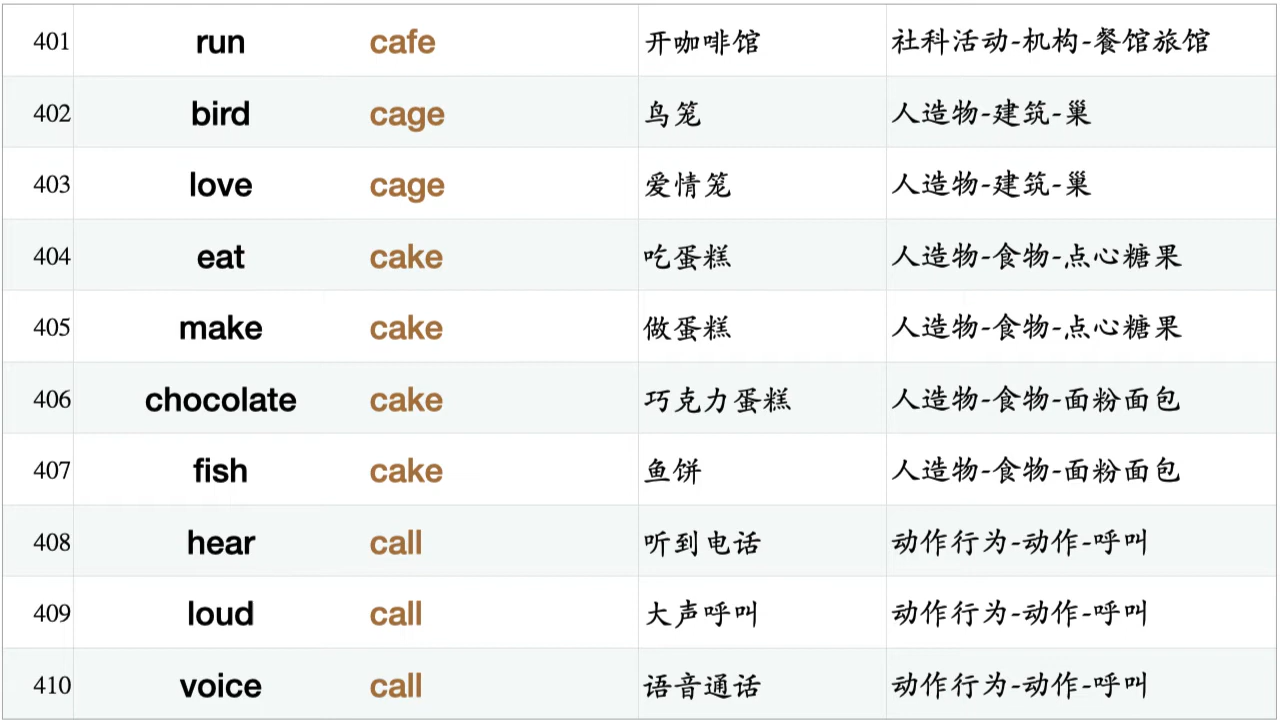 401 run cafe 开咖啡馆 社科活动-机构-餐馆旅馆
402 bird cage 鸟笼 人造物-建筑-巢
403 love cage 爱情笼 人造物-建筑-巢
404 eat cake 吃蛋糕 人造物-食物-点心糖果
405 make cake 做蛋糕 人造物-食物-点心糖果
406 chocolate cake 巧克力蛋糕 人造物-食物-面粉面包
407 fish cake 鱼饼 人造物-食物-面粉面包
408 hear call 听到电话 动作行为-动作-呼叫
409 loud call 大声呼叫 动作行为-动作-呼叫
410 voice call 语音通话 动作行为-动作-呼叫